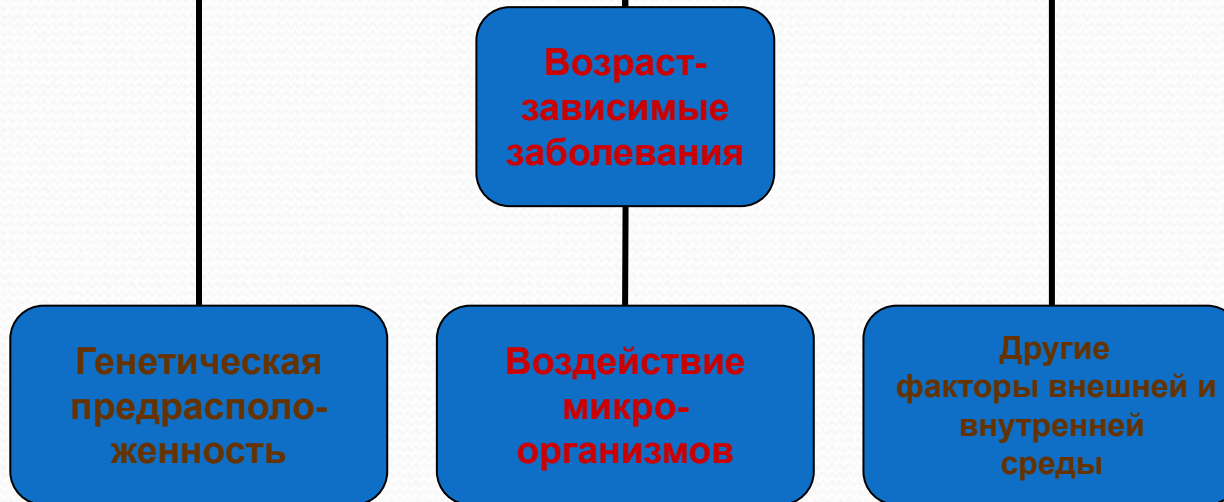 Возраст-
зависимые
заболевания
Генетическая
предрасполо-
женность
Воздействие
микро-
организмов
Другие
факторы внешней и
внутренней
среды